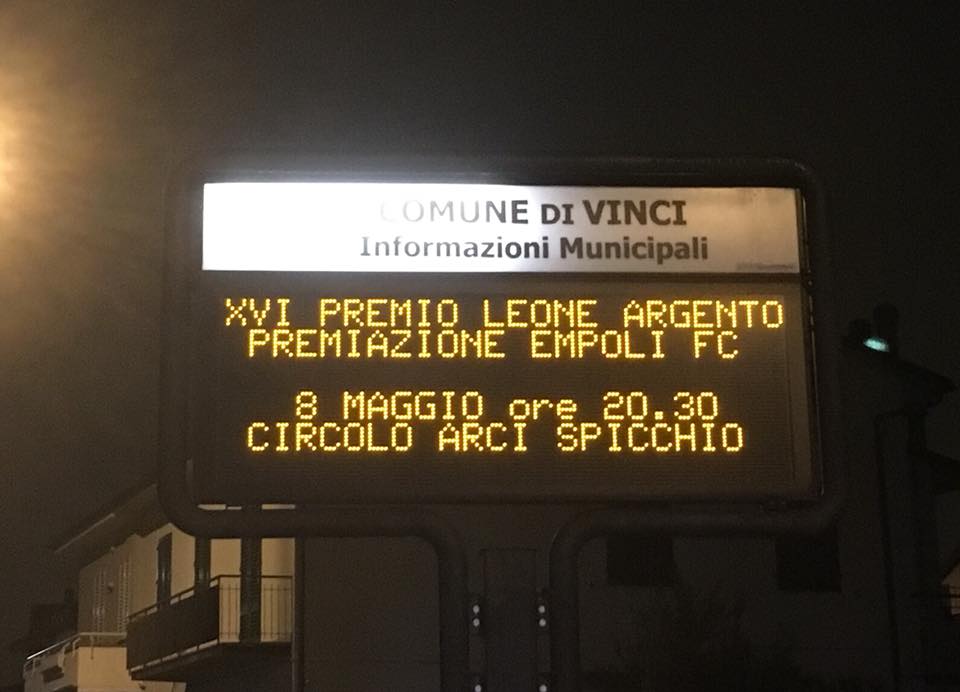 COMUNE DI VINCI
Informazioni Municipali
XVI PREMIO LEONE ARGENTO
PREMIAZIONE EMPOLI FC
8 MAGGIO ore 20.30
CIRCOLO ARCI SPICCHIO